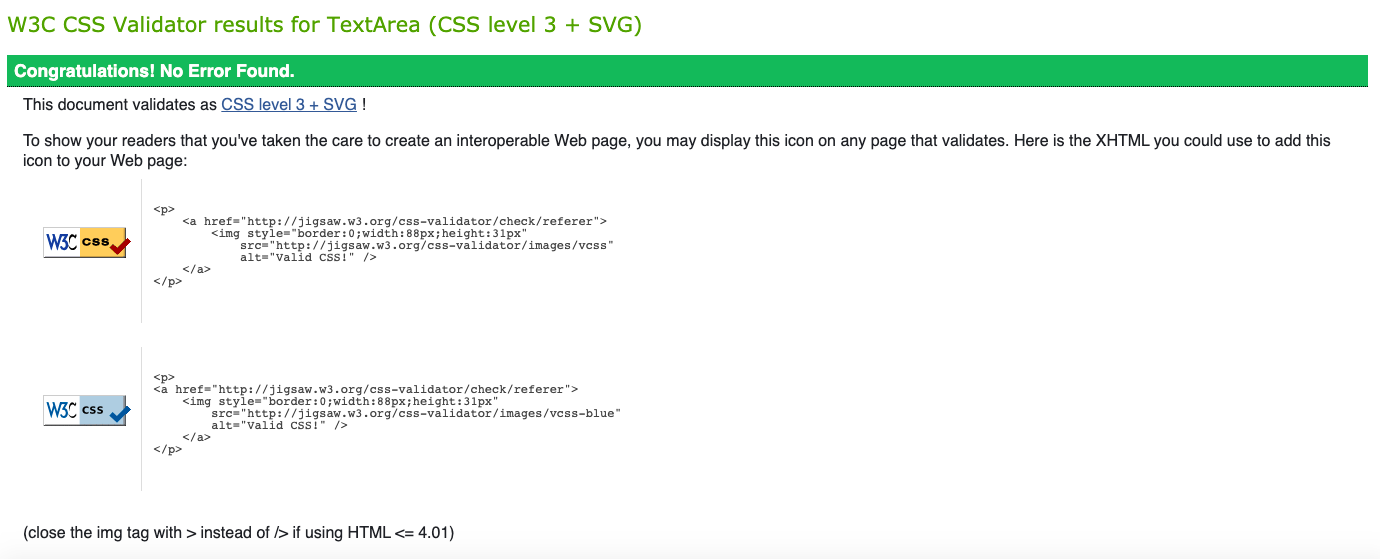 W3C CSS Validator results for TextArea (CSS level 3 + SVG)
Congratulations! No Error Found.
This document validates as CSS level 3 + SVG !
To show your readers that you've taken the care to create an interoperable Web page, you may display this icon on any page that validates. Here is the XHTML you could use to add this
icon to your Web page:
W3C css
<p>
    <a href="http://jigsaw.w3.org/css-validator/check/referer">
        <img style="border:0;width:88px;height:31px"
            src="http://jigsaw.w3.org/css-validator/images/vcss"
            alt="Valid CSS!" />
    </a>
</p>
W3C css
<p>
<a href="http://jigsaw.w3.org/css-validator/check/referer">
    <img style="border:0;width:88px;height:31px"
        src="http://jigsaw.w3.org/css-validator/images/vcss-blue"
        alt="Valid CSS!" />
    </a>
</p>
(close the img tag with > instead of /> if using HTML <= 4.01)